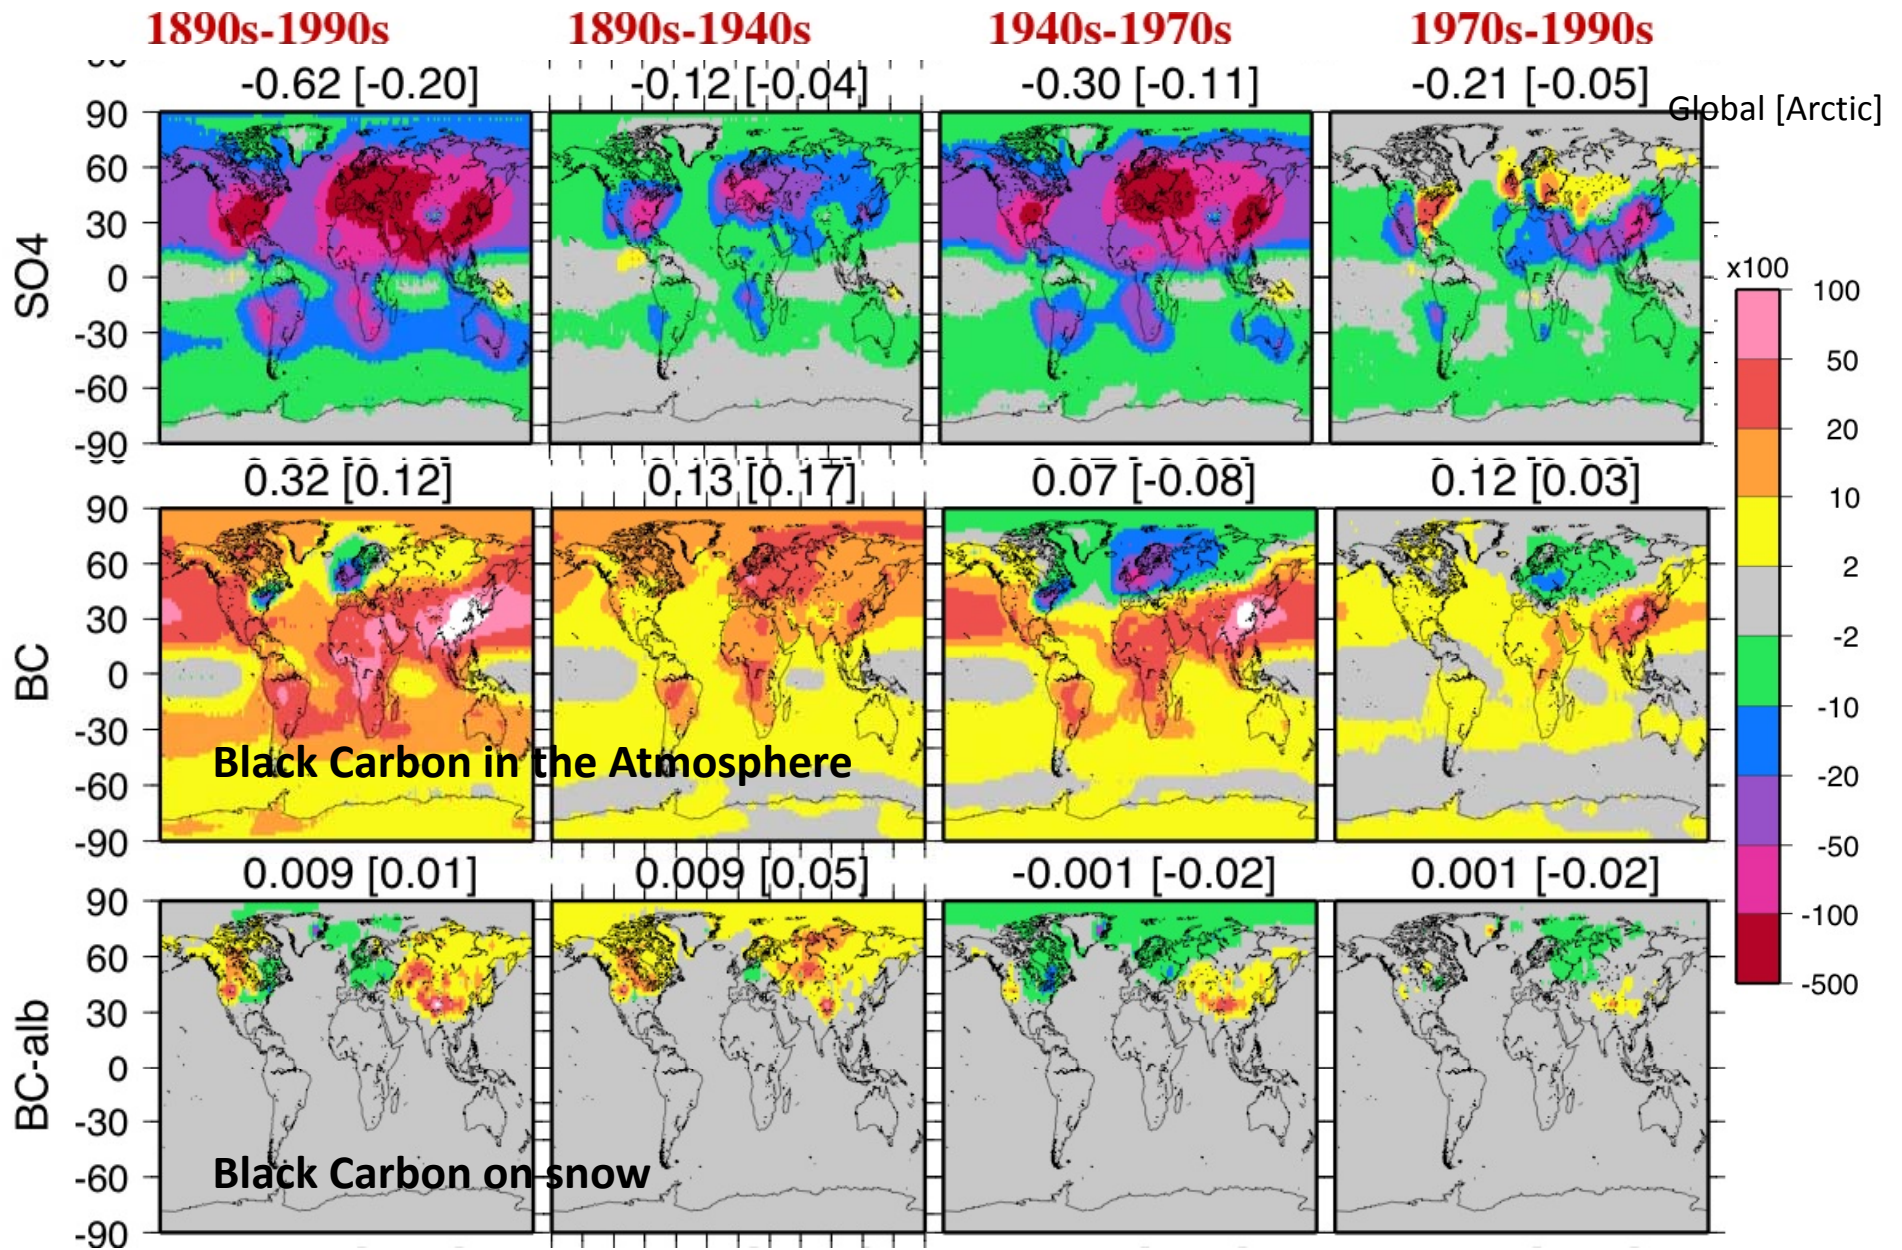 1890s-1990s 1890s-1940s 1940s-1970s 1970s-1990s
-0.62 [-0.20] -0.12 [-0.04] -0.30 [-0.11] -0.21 [-0.05]
Global [Arctic]
SO4
90
60
30
0
-30
-60
-90
x100
100
50
20
10
2
-2
-10
-20
-50
-100
-500
0.32 [0.12] 0.13 [0.17] 0.07 [-0.08] 0.12 [0.03]
BC
90
60
30
0
-30
-60
-90
Black Carbon in the Atmosphere
0.009 [0.01] 0.009 [0.05] -0.001 [-0.02] 0.001 [-0.02]
BC-alb
90
60
30
0
-30
-60
-90
Black Carbon on snow